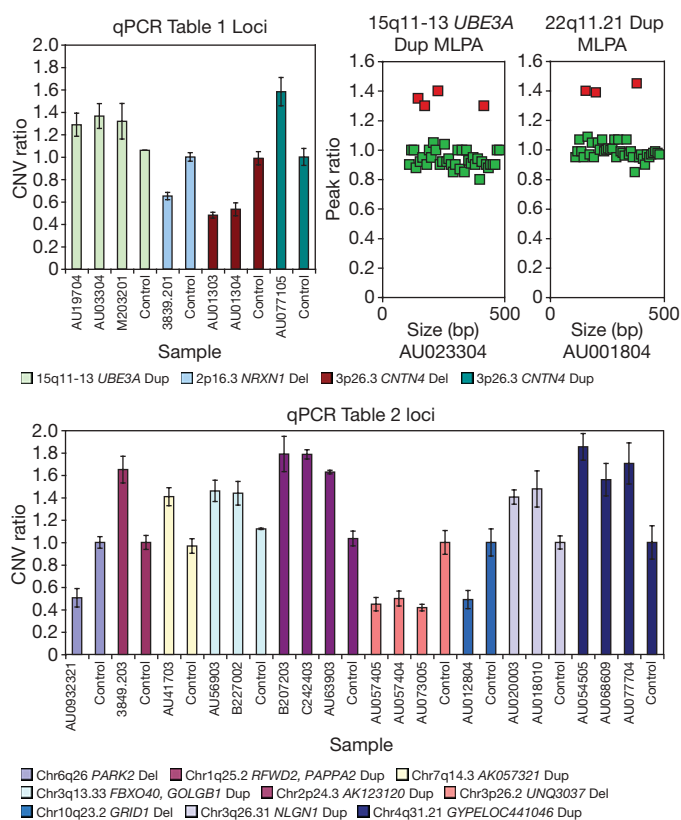 qPCR Table 1 Loci
CNV ratio
2.0
1.8
1.6
1.4
1.2
1.0
0.8
0.6
0.4
0.2
0
AU19704
AU03304
M203201
Control
3839.201
Control
AU01303
AU01304
Control
AU077105
Control
Sample
15q11-13 UBE3A Dup
2p16.3 NRXN1 Del
3p26.3 CNTN4 Del
3p26.3 CNTN4 Dup
15q11-13 UBE3A
Dup MLPA
Peak ratio
1.6
1.4
1.2
1.0
0.8
0.6
0.4
0.2
0
0
500
Size (bp)
AU023304
22q11.21 Dup
MLPA
1.6
1.4
1.2
1.0
0.8
0.6
0.4
0.2
0
0
500
Size (bp)
AU001804
qPCR Table 2 loci
CNV ratio
2.0
1.8
1.6
1.4
1.2
1.0
0.8
0.6
0.4
0.2
0
AU0932321
Control
3849.203
Control
AU41703
Control
AU56903
B227002
Control
B207203
C242403
AU63903
Control
AU057405
AU057404
AU073005
Control
AU012804
Control
AU020003
AU018010
Control
AU054505
AU068609
AU077704
Control
Sample
Chr6q26 PARK2 Del
Chr1q25.2 RFWD2, PAPPA2 Dup
Chr7q14.3 AK057321 Dup
Chr3q13.33 FBXO40, GOLGB1 Dup
Chr2p24.3 AK123120 Dup
Chr3p26.2 UNQ3037 Del
Chr10q23.2 GRID1 Del
Chr3q26.31 NLGN1 Dup
Chr4q31.21 GYPELOC441046 Dup